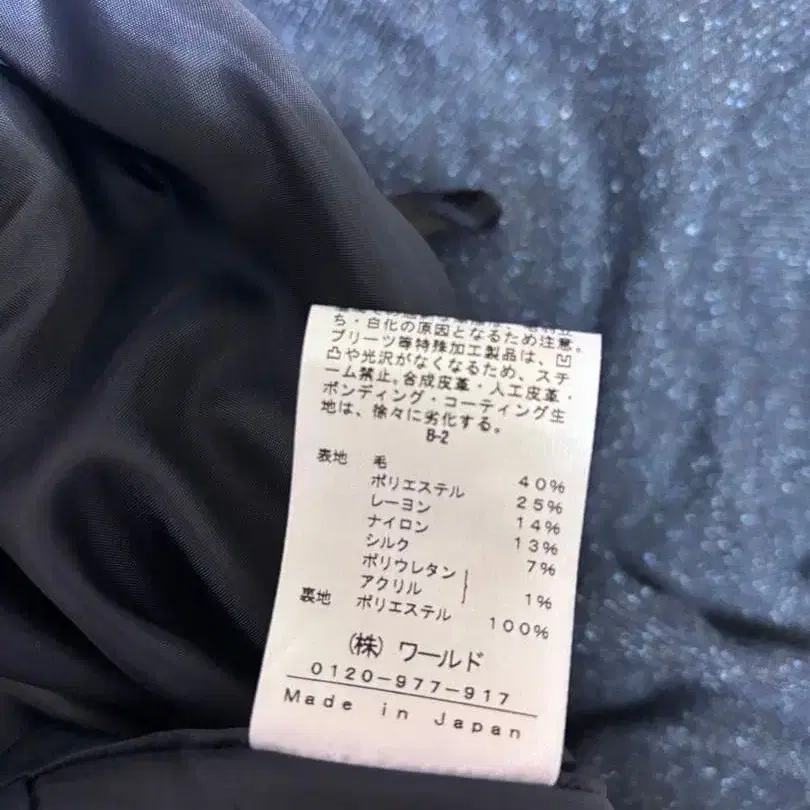 ち・白化の原因となるため注意。
プリーツ等特殊加工製品は、凹
凸や光沢がなくなるため、スチ
ーム禁止。合成皮革・人工皮革・
ボンディング・コーティング生
地は、徐々に劣化する。
B-2
表地 毛 40%
ポリエステル 25%
レーヨン 14%
ナイロン 13%
シルク 7%
ポリウレタン
アクリル 1%
裏地 ポリエステル 100%
(株) ワールド
0120-977-917
Made in Japan